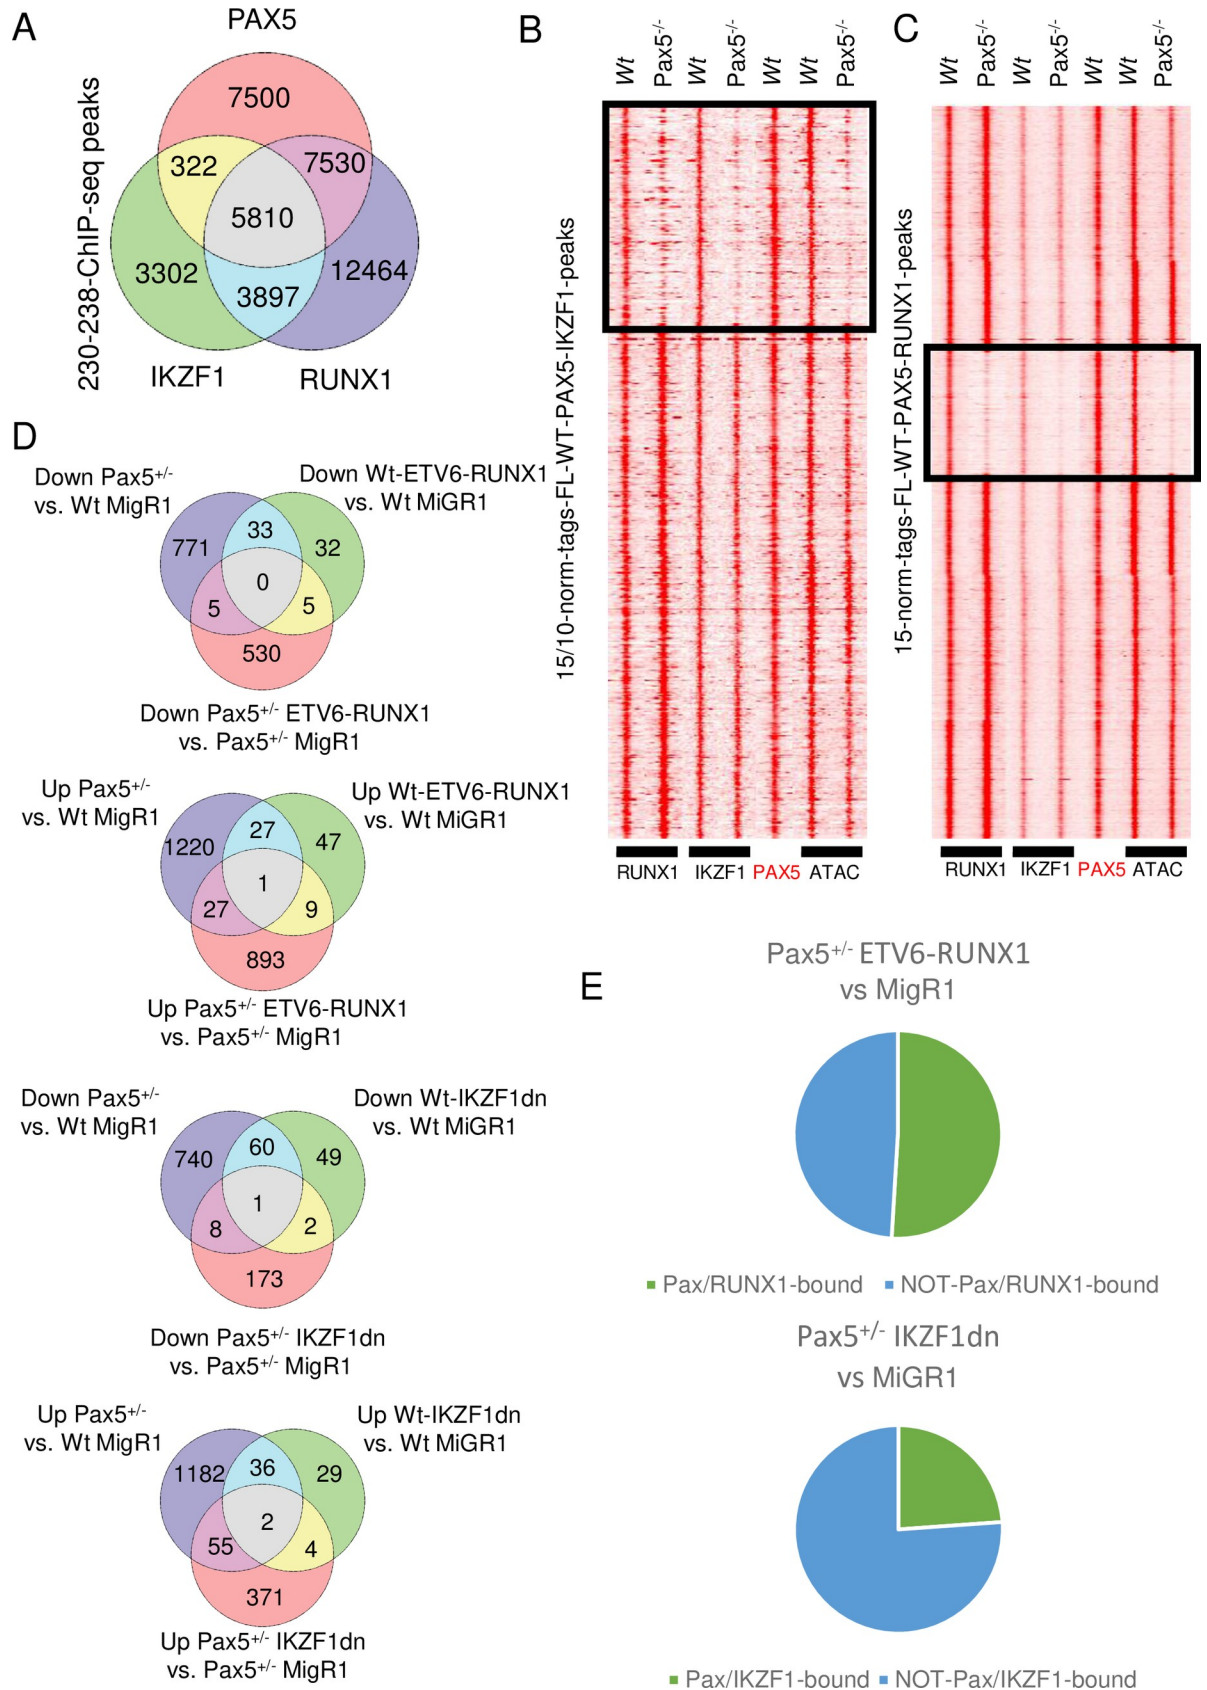 A
PAX5
230-238-ChIP-seq peaks
7500
322
7530
5810
3302
3897
12464
IKZF1
RUNX1
B
Wt
Pax5-/-
Wt
Pax5-/-
Wt
Wt
Pax5-/-
15/10-norm-tags-FL-WT-PAX5-IKZF1-peaks
RUNX1
IKZF1
PAX5
ATAC
C
Wt
Pax5-/-
Wt
Pax5-/-
Wt
Wt
Pax5-/-
15-norm-tags-FL-WT-PAX5-RUNX1-peaks
RUNX1
IKZF1
PAX5
ATAC
D
Down Pax5+/-
vs. Wt MigR1
Down Wt-ETV6-RUNX1
vs. Wt MiGR1
771
33
32
0
5
5
530
Down Pax5+/- ETV6-RUNX1
vs. Pax5+/- MigR1
Up Pax5+/-
vs. Wt MigR1
Up Wt-ETV6-RUNX1
vs. Wt MiGR1
1220
27
47
1
27
9
893
Up Pax5+/- ETV6-RUNX1
vs. Pax5+/- MigR1
Down Pax5+/-
vs. Wt MigR1
Down Wt-IKZF1dn
vs. Wt MiGR1
740
60
49
1
8
2
173
Down Pax5+/- IKZF1dn
vs. Pax5+/- MigR1
Up Pax5+/-
vs. Wt MigR1
Up Wt-IKZF1dn
vs. Wt MiGR1
1182
36
29
2
55
4
371
Up Pax5+/- IKZF1dn
vs. Pax5+/- MigR1
E
Pax5+/- ETV6-RUNX1
vs MigR1
Pax/RUNX1-bound
NOT-Pax/RUNX1-bound
Pax5+/- IKZF1dn
vs MiGR1
Pax/IKZF1-bound
NOT-Pax/IKZF1-bound